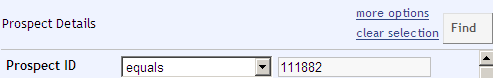 Prospect Details
more options
clear selection
Find
Prospect ID equals 111882